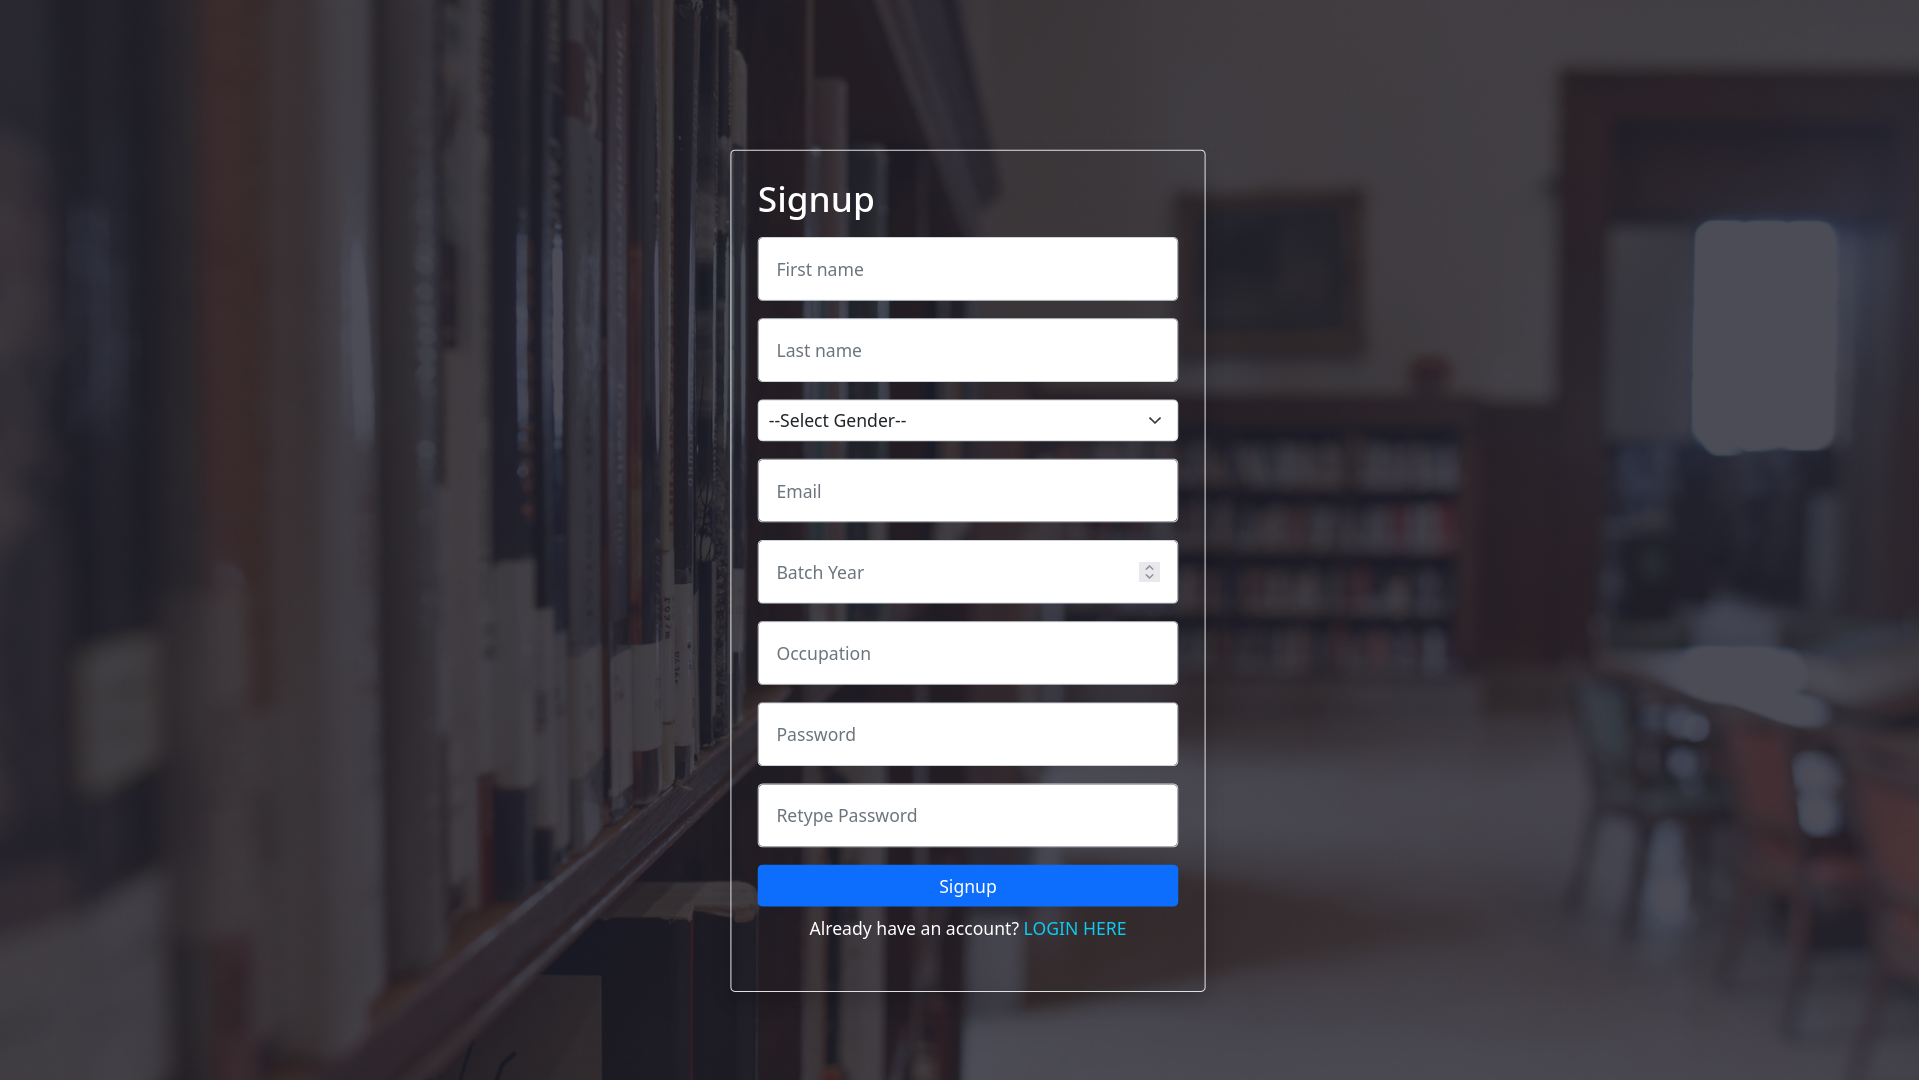 Signup
First name
Last name
--Select Gender--
Email
Batch Year
Occupation
Password
Retype Password
Signup
Already have an account? LOGIN HERE